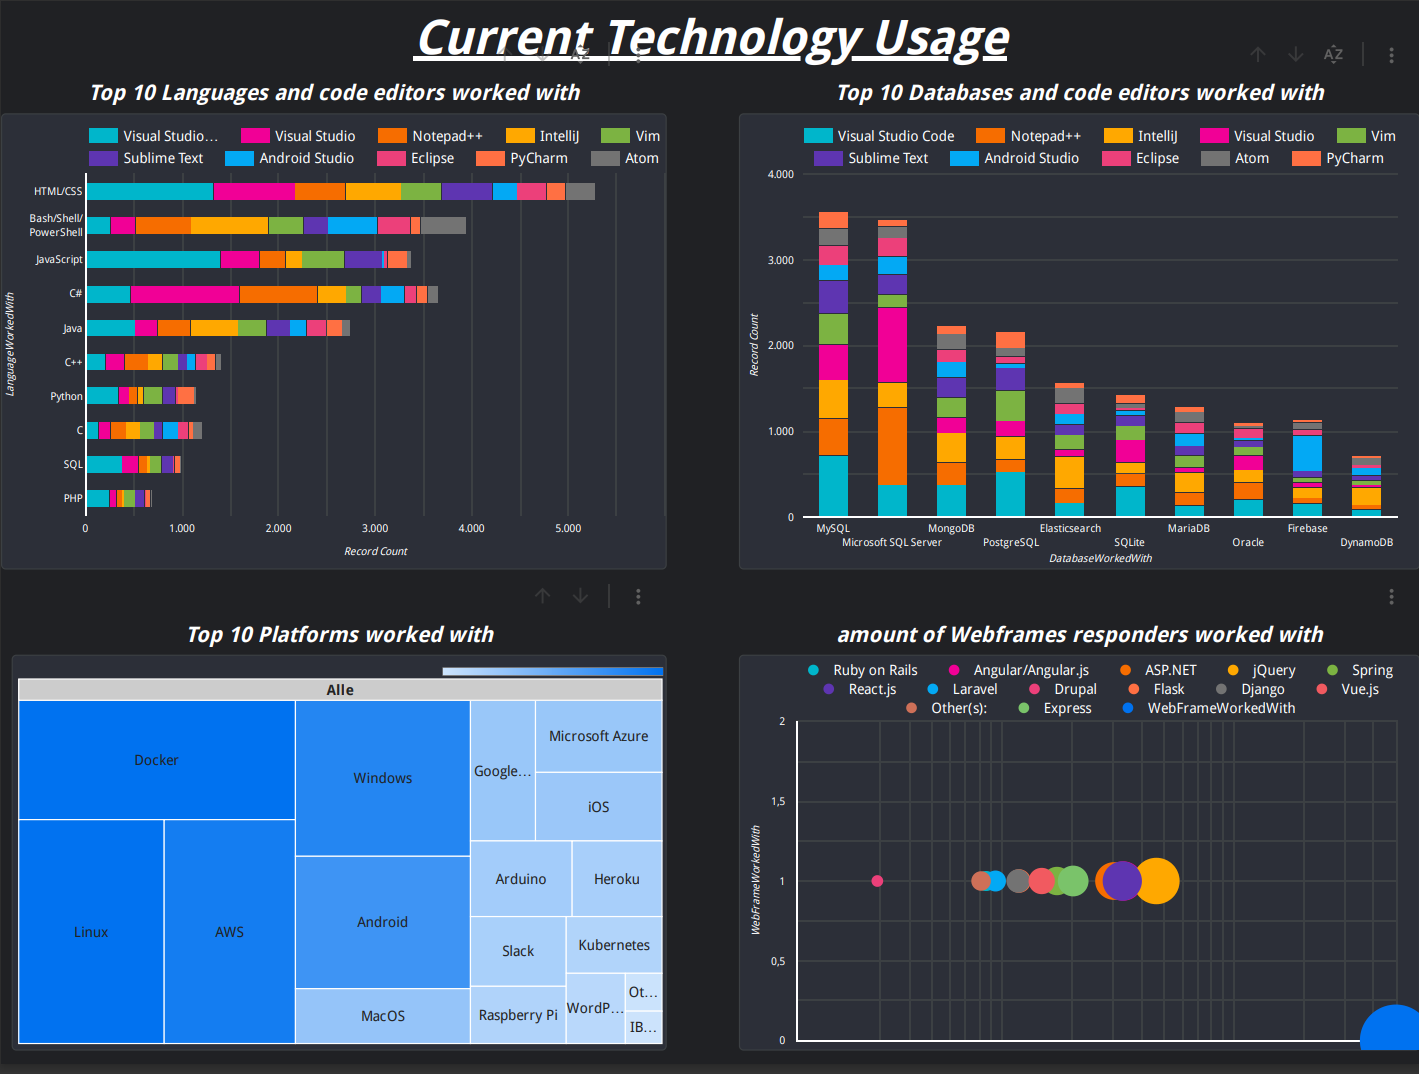 Current Technology Usage
Top 10 Languages and code editors worked with
Visual Studio... Visual Studio Notepad++ IntelliJ Vim
Sublime Text Android Studio Eclipse PyCharm Atom
LanguageWorkedWith
HTML/CSS
Bash/Shell/
PowerShell
JavaScript
C#
Java
C++
Python
C
SQL
PHP
0 1.000 2.000 3.000 4.000 5.000
Record Count
AZ
Top 10 Databases and code editors worked with
Visual Studio Code Notepad++ IntelliJ Visual Studio Vim
Sublime Text Android Studio Eclipse Atom PyCharm
4.000
3.000
2.000
1.000
0
Record Count
MySQL MongoDB Elasticsearch MariaDB Firebase
Microsoft SQL Server PostgreSQL SQLite Oracle DynamoDB
DatabaseWorkedWith
Top 10 Platforms worked with
Alle
Docker
Linux
AWS
Windows
Android
MacOS
Google...
Microsoft Azure
iOS
Arduino
Heroku
Slack
Kubernetes
Raspberry Pi
WordP...
Ot...
IB...
amount of Webframes responders worked with
Ruby on Rails Angular/Angular.js ASP.NET jQuery Spring
React.js Laravel Drupal Flask Django Vue.js
Other(s): Express WebFrameWorkedWith
2
1,5
1
0,5
0
WebFrameWorkedWith